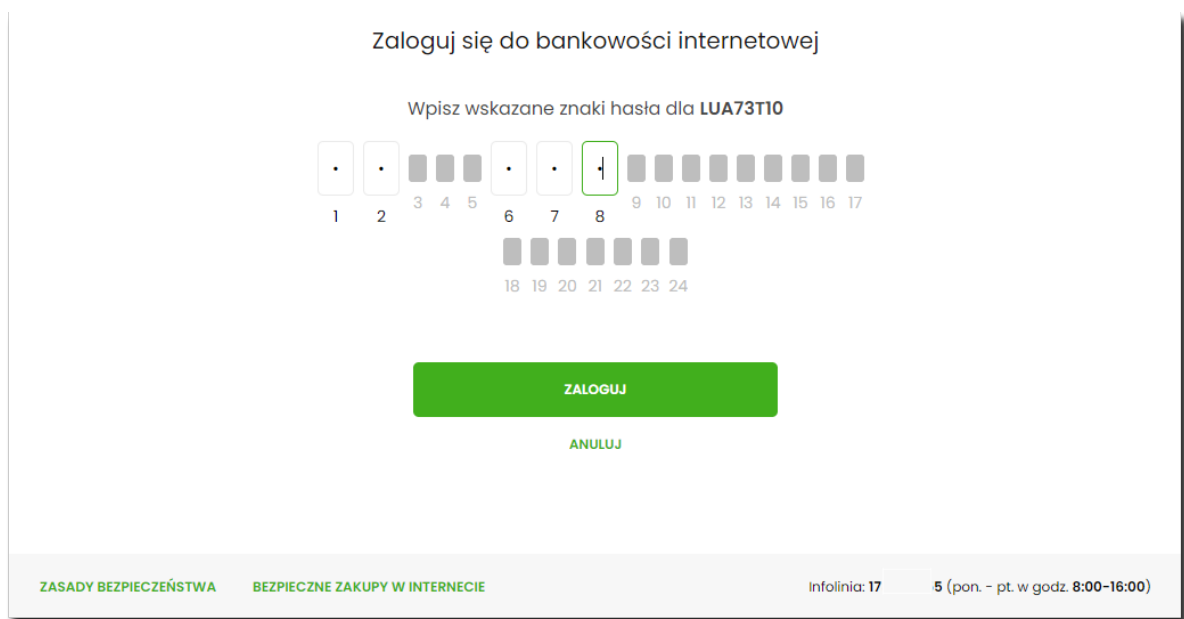 Zaloguj się do bankowości internetowej
Wpisz wskazane znaki hasła dla LUA73T10
1 2 3 4 5 6 7 8 9 10 11 12 13 14 15 16 17
18 19 20 21 22 23 24
ZALOGUJ
ANULUJ
ZASADY BEZPIECZEŃSTWA BEZPIECZNE ZAKUPY W INTERNECIE Infolinia: 17 5 (pon. - pt. w godz. 8:00-16:00)